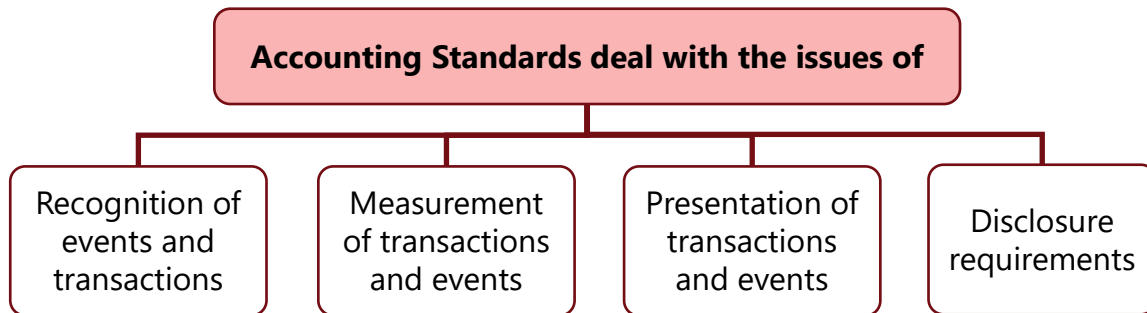 Accounting Standards deal with the issues of
Recognition of
events and
transactions
Measurement
of transactions
and events
Presentation of
transactions
and events
Disclosure
requirements